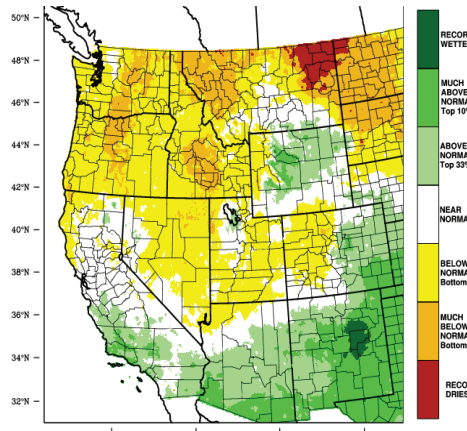 50°N
48°N
46°N
44°N
42°N
40°N
38°N
36°N
34°N
32°N
RECOR
WETTE
MUCH
ABOVE
NORMA
Top 10%
ABOVE
NORMA
Top 33%
NEAR
NORMA
BELOW
NORMA
Bottom
MUCH
BELOW
NORMA
Bottom
RECO
DRIES